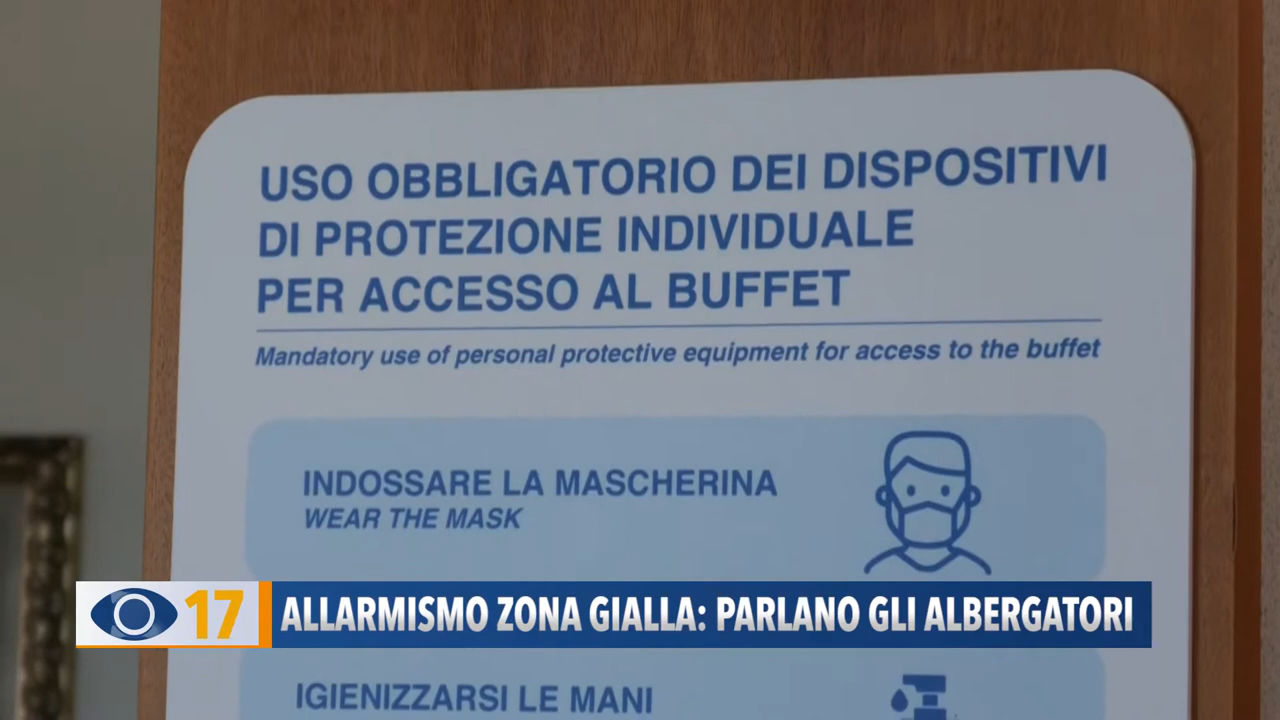 USO OBBLIGATORIO DEI DISPOSITIVI
DI PROTEZIONE INDIVIDUALE
PER ACCESSO AL BUFFET
Mandatory use of personal protective equipment for access to the buffet
INDOSSARE LA MASCHERINA
WEAR THE MASK
17 ALLARMISMO ZONA GIALLA: PARLANO GLI ALBERGATORI
IGIENIZZARSI LE MANI